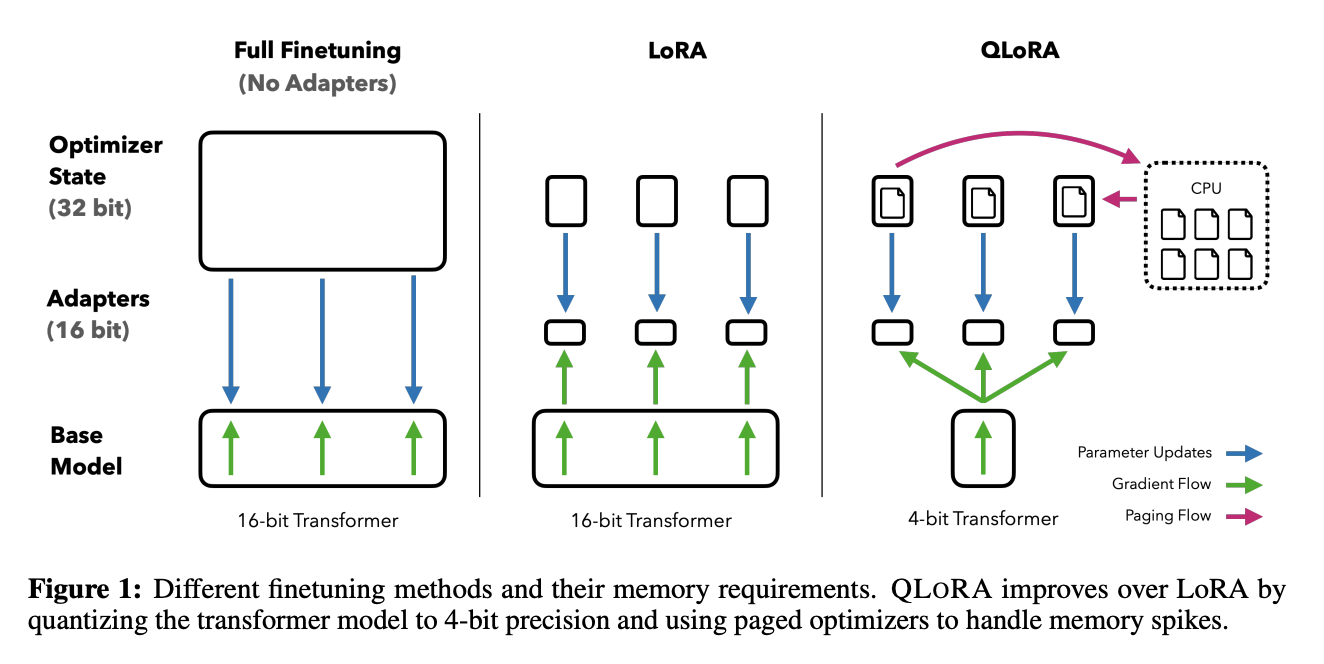 Full Finetuning
(No Adapters)
LoRA
QLoRA
Optimizer
State
(32 bit)
CPU
Adapters
(16 bit)
Base
Model
Parameter Updates
Gradient Flow
Paging Flow
16-bit Transformer
16-bit Transformer
4-bit Transformer
Figure 1: Different finetuning methods and their memory requirements. QLORA improves over LoRA by
quantizing the transformer model to 4-bit precision and using paged optimizers to handle memory spikes.